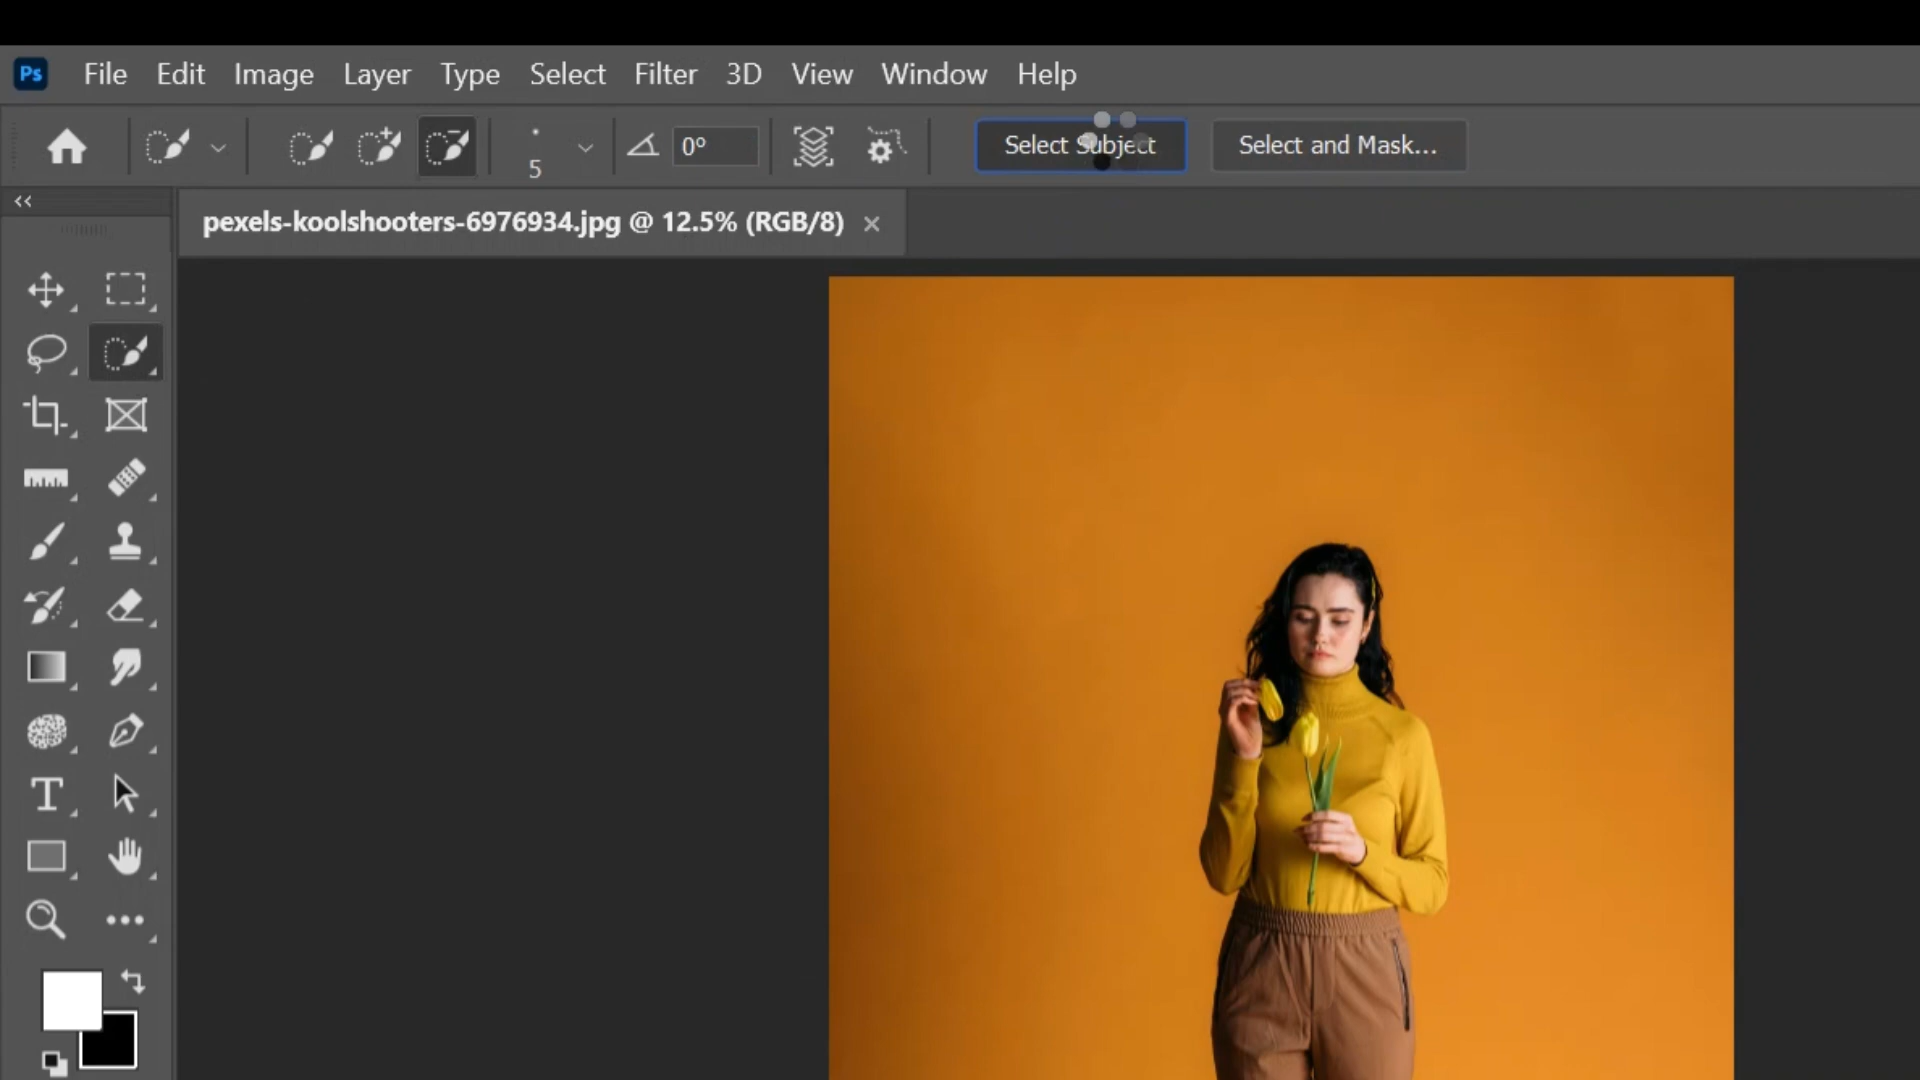 Ps File Edit Image Layer Type Select Filter 3D View Window Help
5 0° Select Subject Select and Mask...
pexels-koolshooters-6976934.jpg @ 12.5% (RGB/8) ×